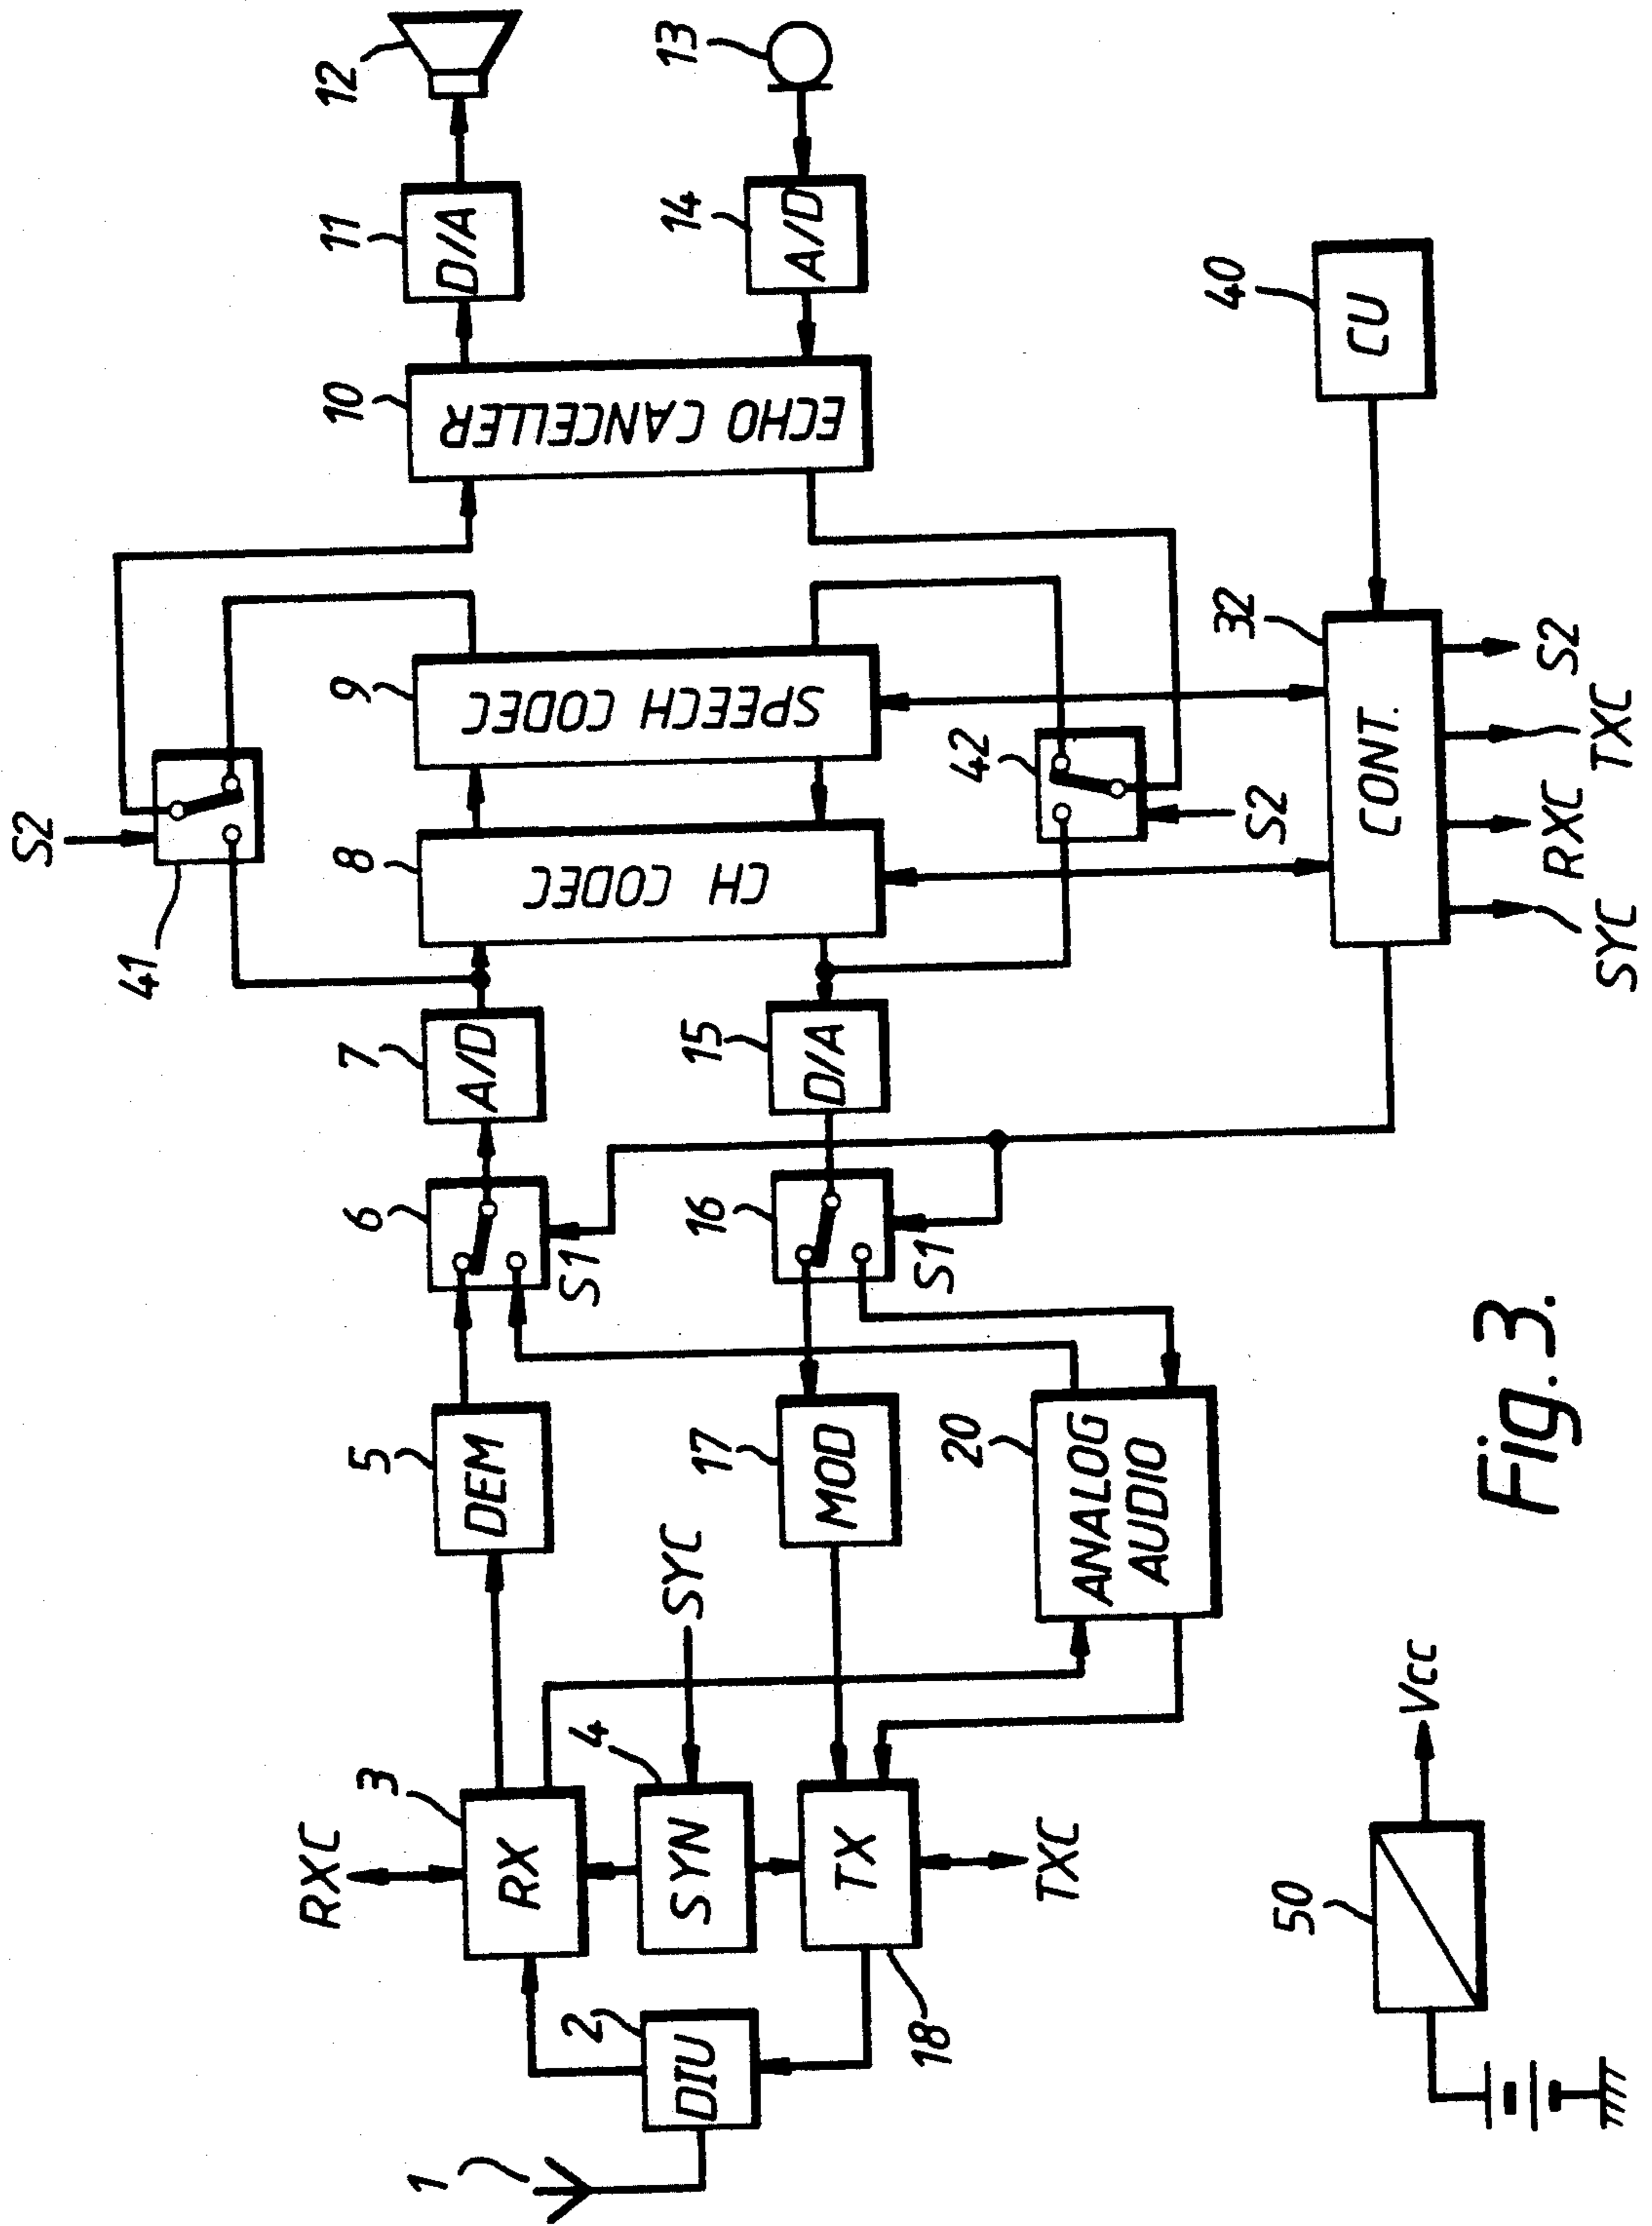 S2
41
12
11
D/A
10
ECHO CANCELLER
9
SPEECH CODEC
8
CH CODEC
7
A/D
6
S1
5
DEM
RXC
3
RX
13
14
A/D
42
S2
15
D/A
16
S1
17
MOD
SYC
4
SYN
TX
18
TXC
2
DIU
1
20
ANALOG
AUDIO
40
CU
32
CONT.
S2
TXC
RXC
SYC
50
Vcc
Fig. 3.